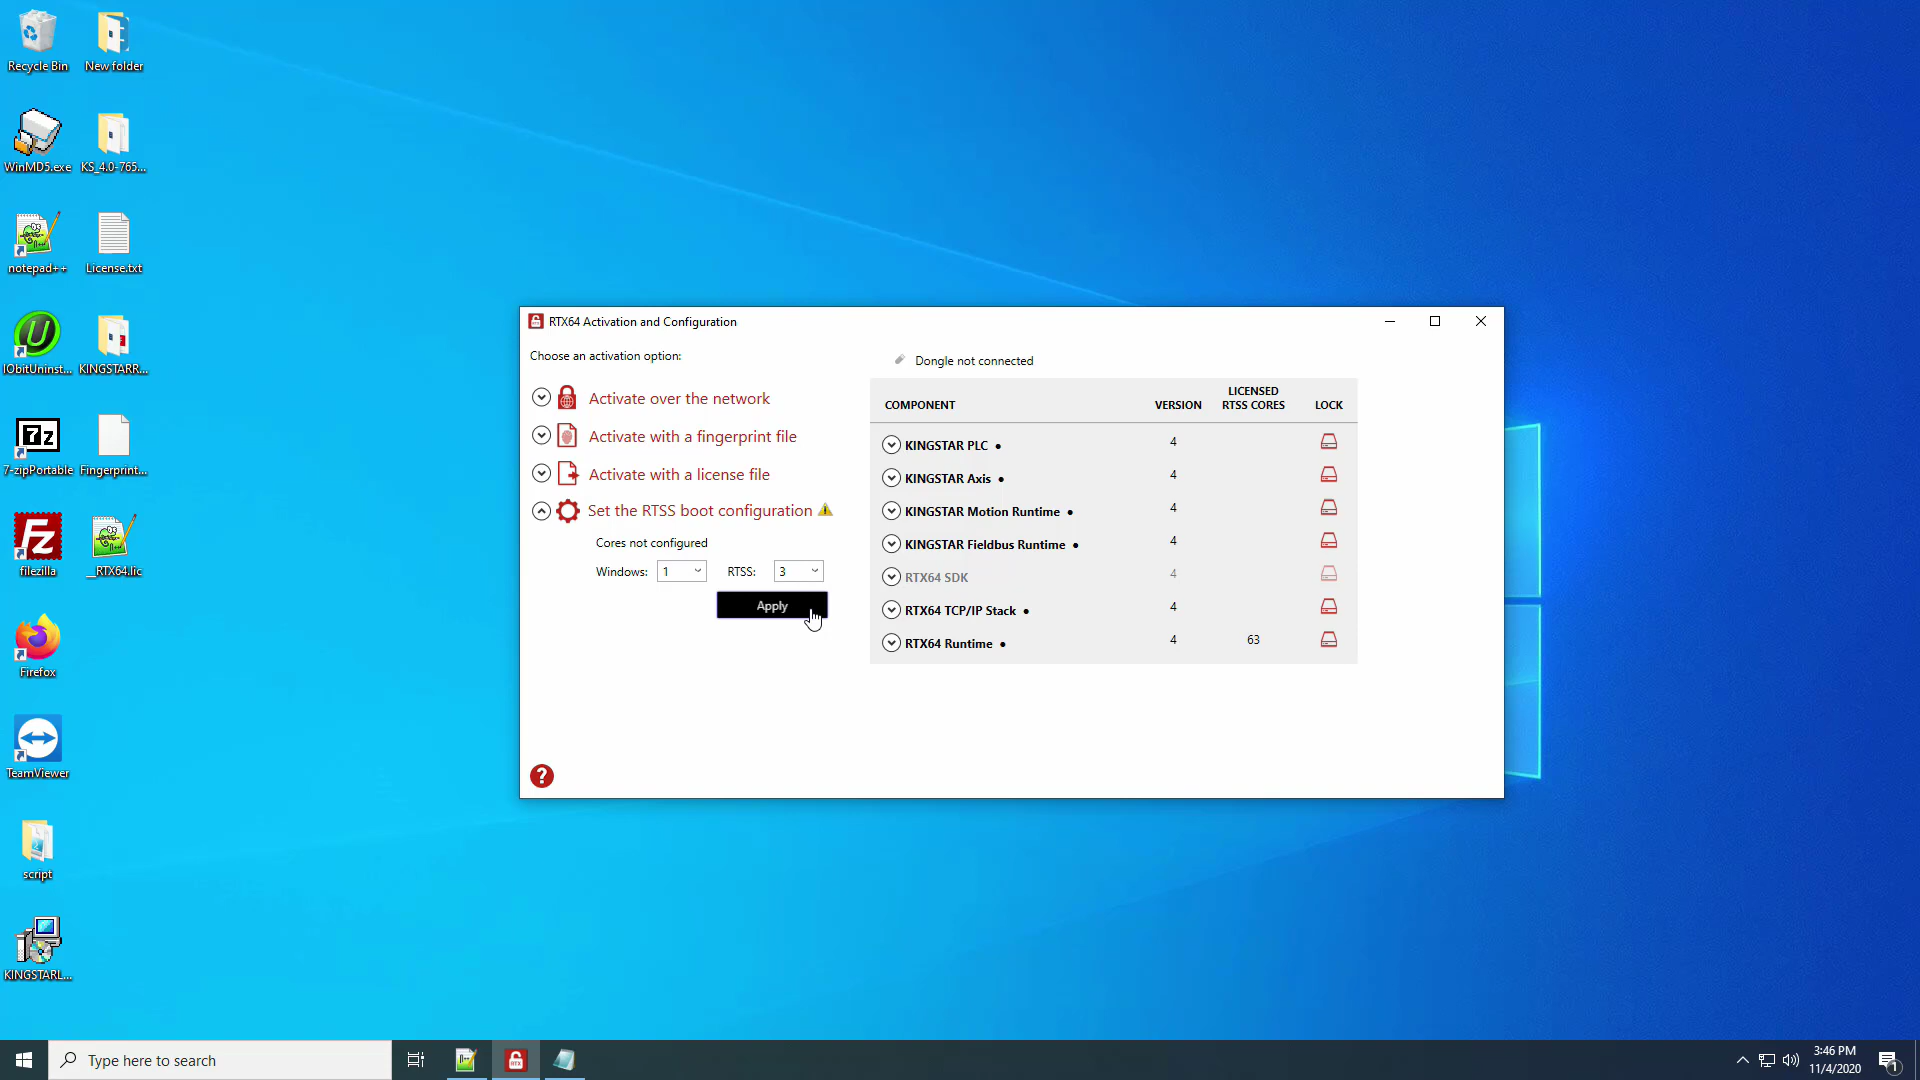 Recycle Bin
New folder
WinMD5.exe
KS_4.0-765...
notepad++
License.txt
IObitUninst...
KINGSTARR...
7-zipPortable
Fingerprint...
filezilla
__RTX64.lic
Firefox
TeamViewer
script
KINGSTARL...
RTX64 Activation and Configuration
Choose an activation option:
Activate over the network
Activate with a fingerprint file
Activate with a license file
Set the RTSS boot configuration
Cores not configured
Windows: 1 RTSS: 3
Apply
Dongle not connected
COMPONENT VERSION LICENSED RTSS CORES LOCK
KINGSTAR PLC • 4
KINGSTAR Axis • 4
KINGSTAR Motion Runtime • 4
KINGSTAR Fieldbus Runtime • 4
RTX64 SDK 4
RTX64 TCP/IP Stack • 4
RTX64 Runtime • 4 63
?
Type here to search
3:46 PM
11/4/2020
1